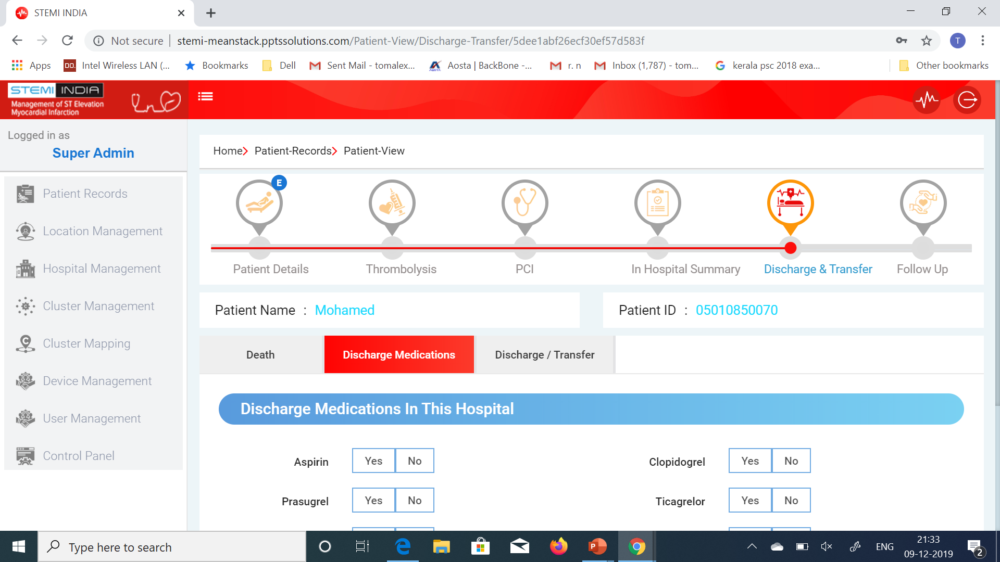 STEMI INDIA
Not secure
stemi-meanstack.pptssolutions.com/Patient-View/Discharge-Transfer/5dee1abf26ecf30ef57d583f
T
Apps
DO.
Intel Wireless LAN (...
Bookmarks
Dell
Sent Mail - tomalex...
Aosta | BackBone -...
r. n
Inbox (1,787) - tom...
kerala psc 2018 exa...
Other bookmarks
STEMI INDIA
Management of ST Elevation
Myocardial Infarction
Logged in as
Super Admin
Patient Records
Location Management
Hospital Management
Cluster Management
Cluster Mapping
Device Management
User Management
Control Panel
Home
Patient-Records
Patient-View
E
Patient Details
Thrombolysis
PCI
In Hospital Summary
Discharge & Transfer
Follow Up
Patient Name : Mohamed
Patient ID : 05010850070
Death
Discharge Medications
Discharge / Transfer
Discharge Medications In This Hospital
Aspirin Yes No
Clopidogrel Yes No
Prasugrel Yes No
Ticagrelor Yes No
Type here to search
ENG
21:33
09-12-2019
2